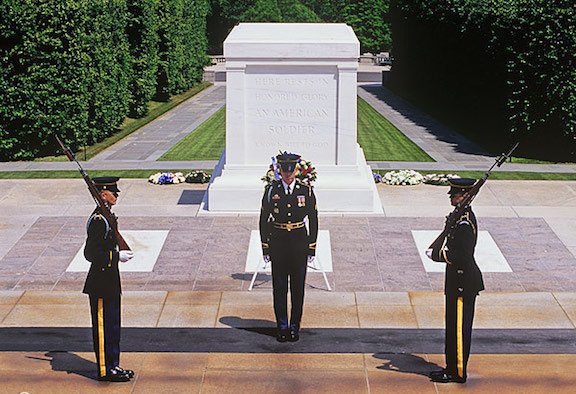 HERE RESTS IN
HONORED GLORY
AN AMERICAN
SOLDIER